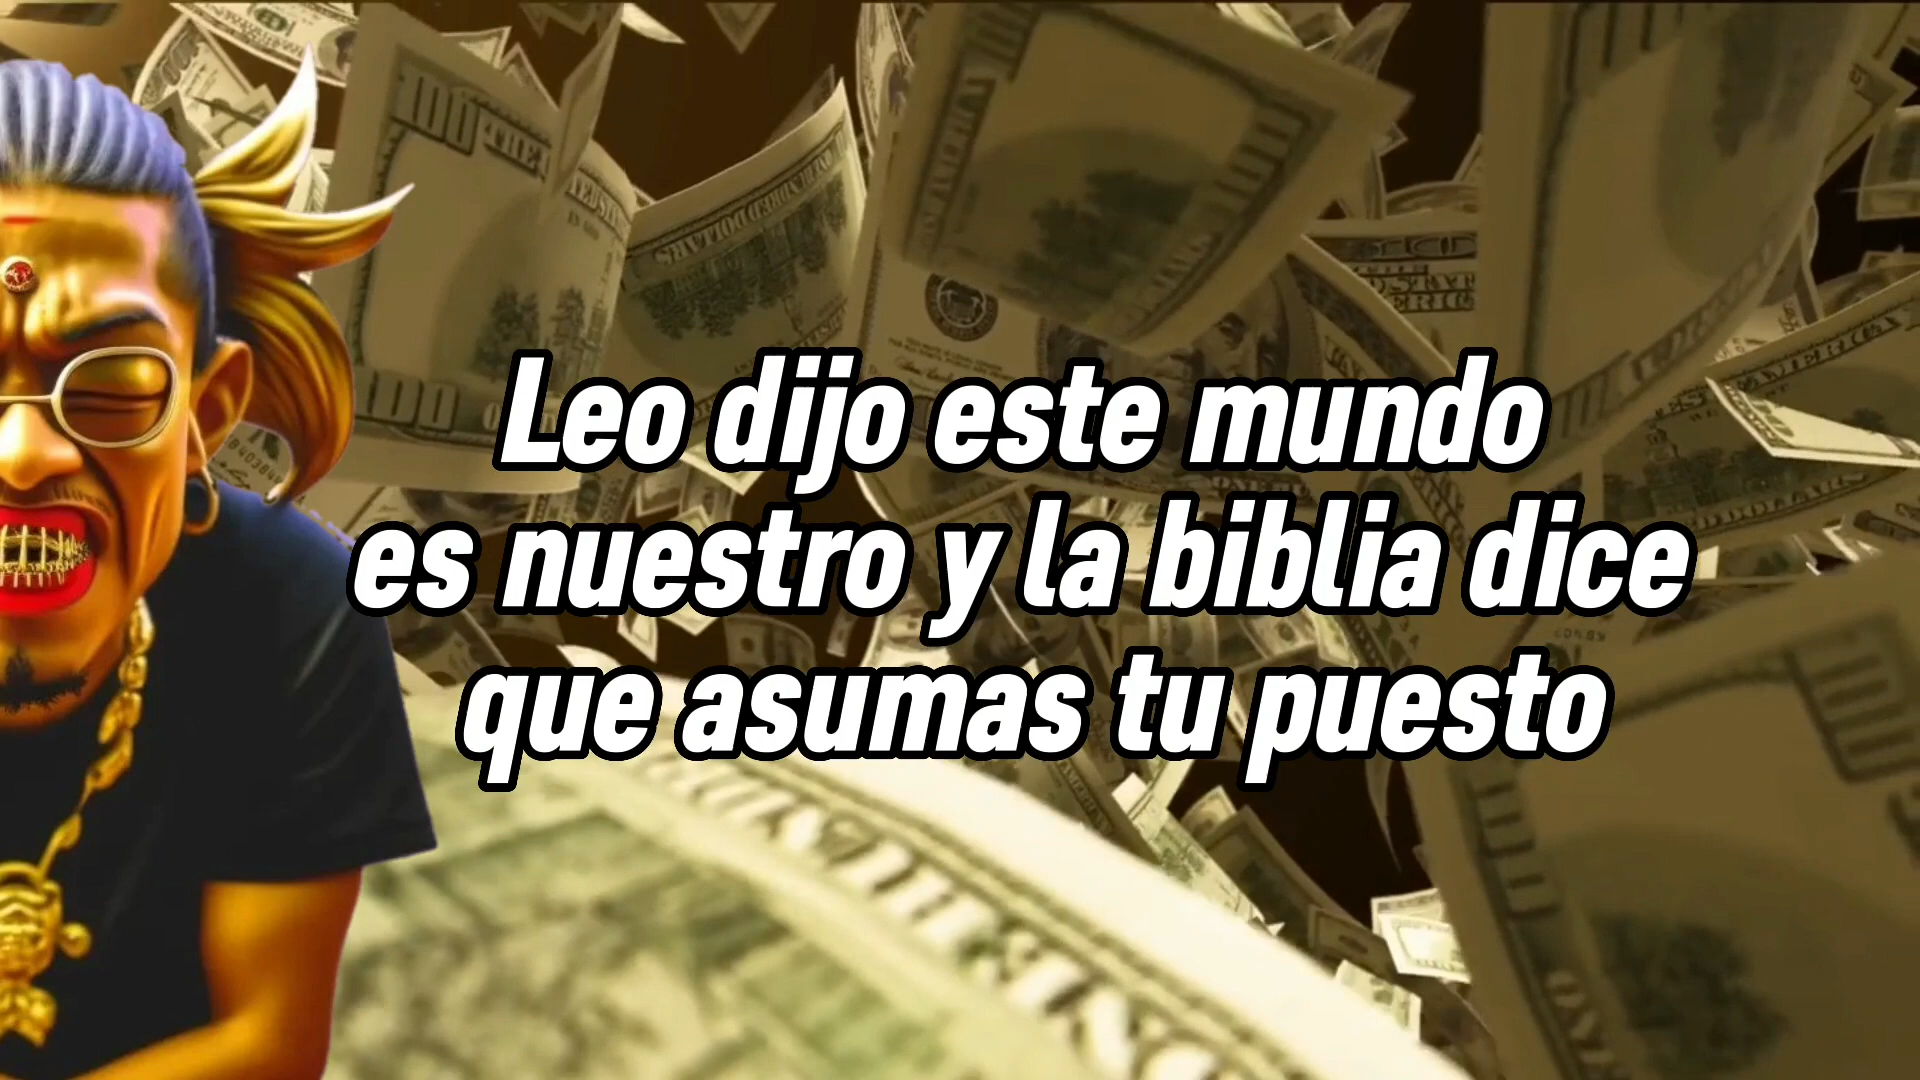 Leo dijo este mundo
es nuestro y la biblia dice
que asumas tu puesto